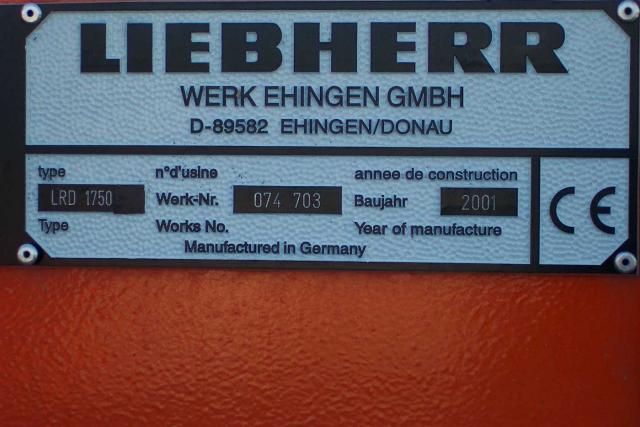 LIEBHERR
WERK EHINGEN GMBH
D-89582 EHINGEN/DONAU
type n°d'usine annee de construction
LRD 1750 Werk-Nr. 074 703 Baujahr 2001
Type Works No. Year of manufacture
Manufactured in Germany
CE